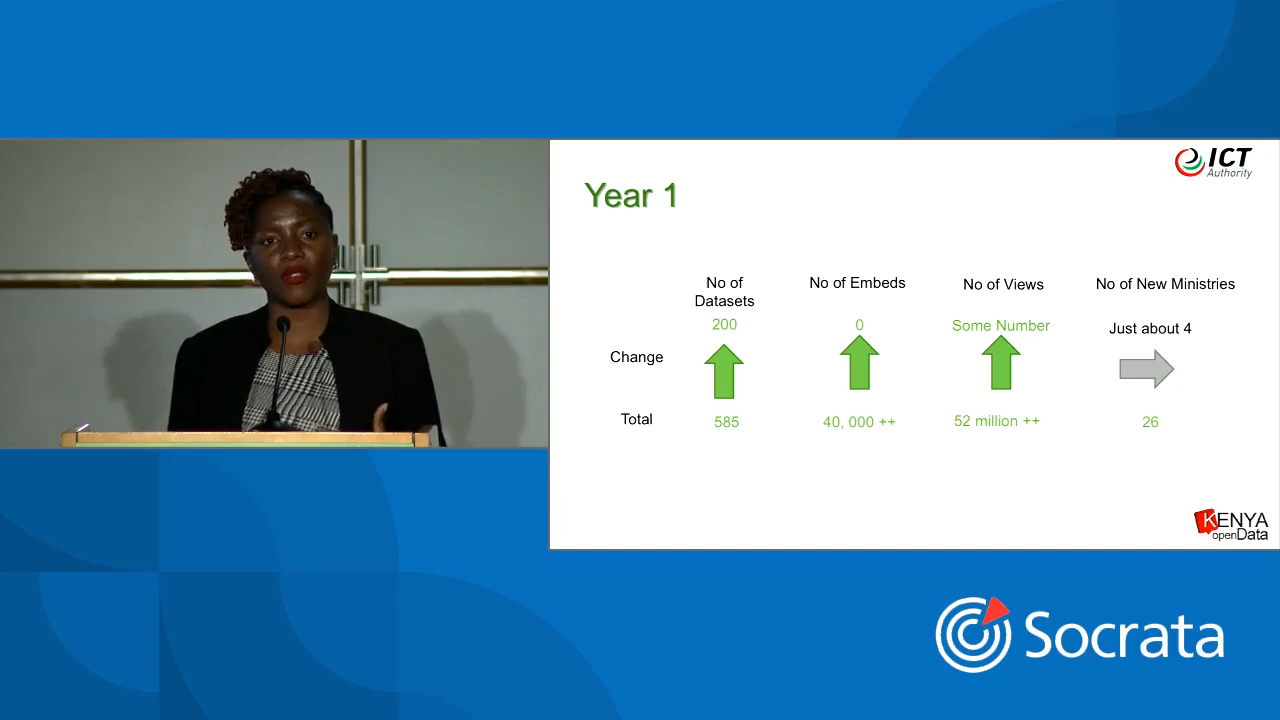 ICT
Authority
Year 1
No of
Datasets
No of Embeds
No of Views
No of New Ministries
200
0
Some Number
Just about 4
Change
Total
585
40, 000 ++
52 million ++
26
KENYA
openData
Socrata